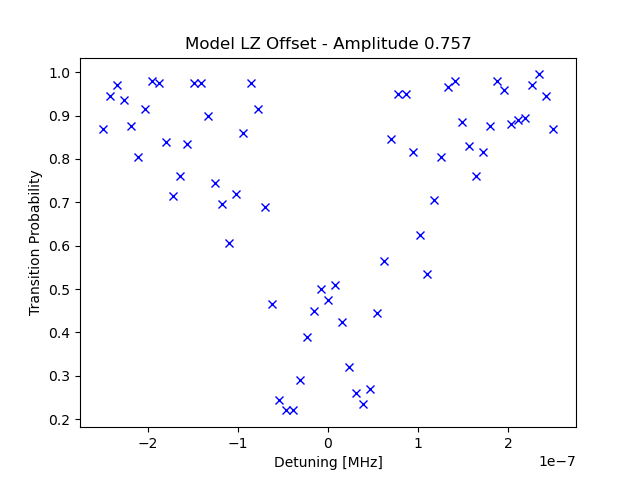 Model LZ Offset - Amplitude 0.757
Transition Probability
1.0
0.9
0.8
0.7
0.6
0.5
0.4
0.3
0.2
−2 −1 0 1 2
1e−7
Detuning [MHz]